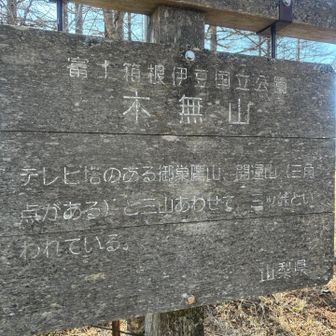 富士箱根伊豆国立公園
本無山
テレビ塔のある御巣鷹山、開運山(三角
点がある)と三山あわせて、三ツ峠とい
われている。
山梨県